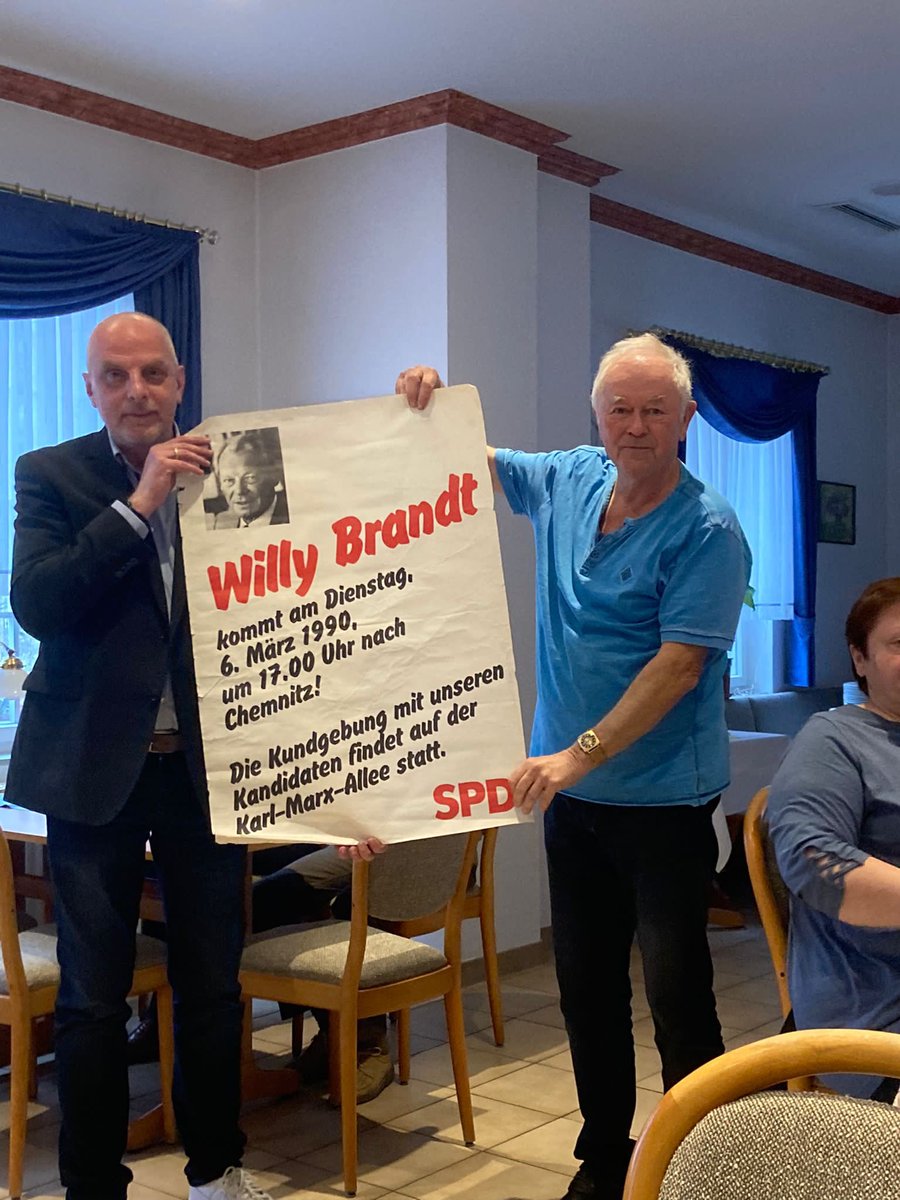 Willy Brandt
kommt am Dienstag,
6. März 1990,
um 17.00 Uhr nach
Chemnitz!
Die Kundgebung mit unseren
Kandidaten findet auf der
Karl-Marx-Allee statt.
SPD